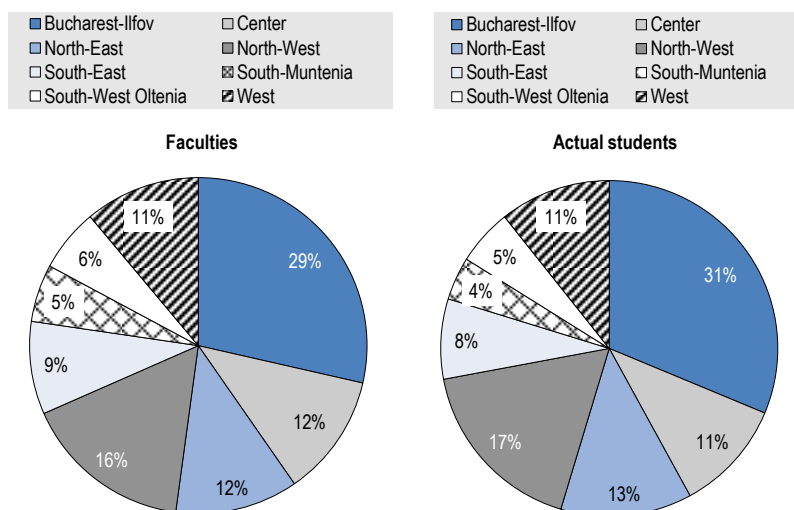 Bucharest-Ilfov Center
North-East North-West
South-East South-Muntenia
South-West Oltenia West
Faculties
11%
29%
6%
5%
9%
12%
16%
12%
Bucharest-Ilfov Center
North-East North-West
South-East South-Muntenia
South-West Oltenia West
Actual students
11%
31%
5%
4%
8%
17%
11%
13%